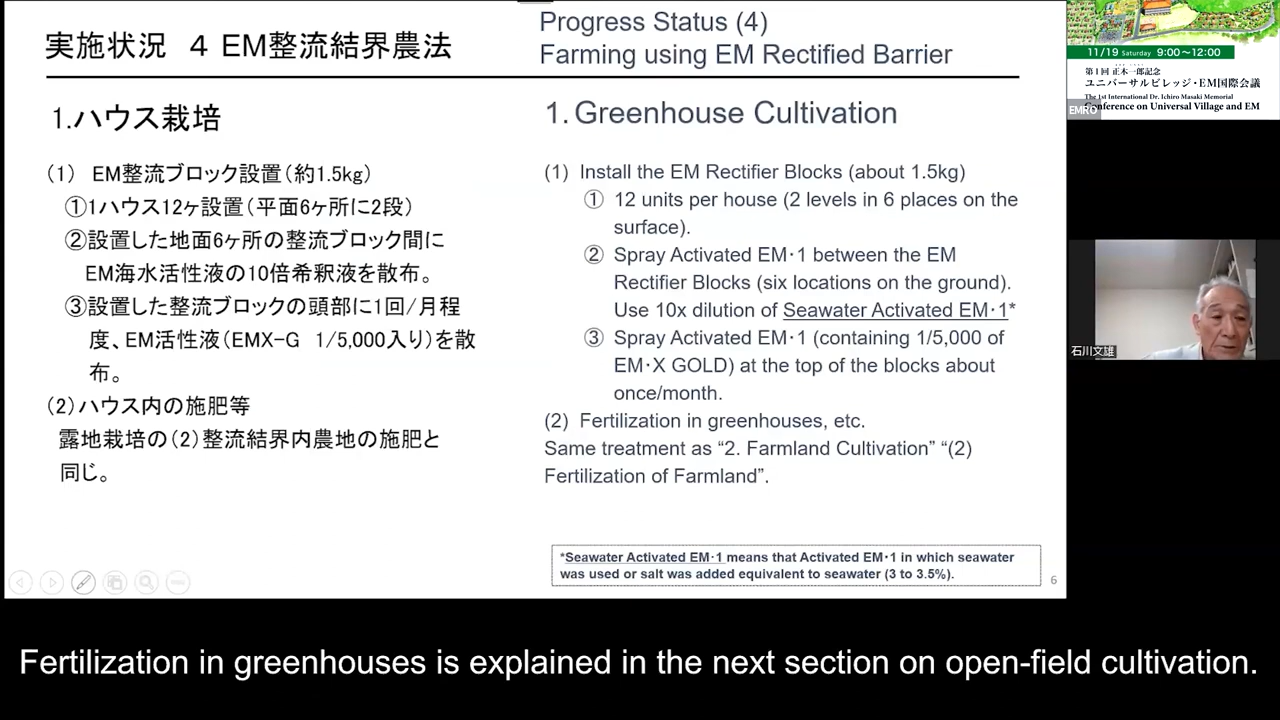 実施状況 4 EM整流結界農法
Progress Status (4)
Farming using EM Rectified Barrier
1.ハウス栽培
(1) EM整流ブロック設置(約1.5kg)
①1ハウス12ヶ設置(平面6ヶ所に2段)
②設置した地面6ヶ所の整流ブロック間に
EM海水活性液の10倍希釈液を散布。
③設置した整流ブロックの頭部に1回/月程
度、EM活性液(EMX-G 1/5,000入り)を散
布。
(2)ハウス内の施肥等
露地栽培の(2)整流結界内農地の施肥と
同じ。
1. Greenhouse Cultivation
(1) Install the EM Rectifier Blocks (about 1.5kg)
① 12 units per house (2 levels in 6 places on the
surface).
② Spray Activated EM・1 between the EM
Rectifier Blocks (six locations on the ground).
Use 10x dilution of Seawater Activated EM・1*
③ Spray Activated EM・1 (containing 1/5,000 of
EM・X GOLD) at the top of the blocks about
once/month.
(2) Fertilization in greenhouses, etc.
Same treatment as “2. Farmland Cultivation” “(2)
Fertilization of Farmland”.
*Seawater Activated EM・1 means that Activated EM・1 in which seawater
was used or salt was added equivalent to seawater (3 to 3.5%).
6
11/19 Saturday 9:00～12:00
第1回 正木一郎記念
ユニバーサルビレッジ・EM国際会議
The 1st International Dr. Ichiro Masaki Memorial
Conference on Universal Village and EM
EMRO
石川文雄
Fertilization in greenhouses is explained in the next section on open-field cultivation.